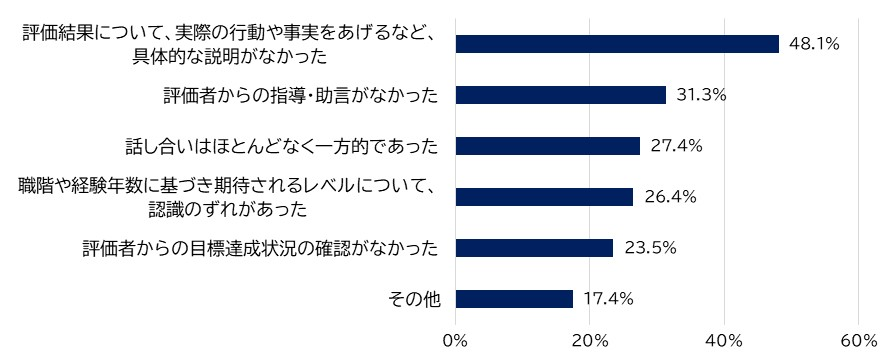 評価結果について、実際の行動や事実をあげるなど、
具体的な説明がなかった
48.1%
評価者からの指導・助言がなかった
31.3%
話し合いはほとんどなく一方的であった
27.4%
職階や経験年数に基づき期待されるレベルについて、
認識のずれがあった
26.4%
評価者からの目標達成状況の確認がなかった
23.5%
その他
17.4%
0%
20%
40%
60%